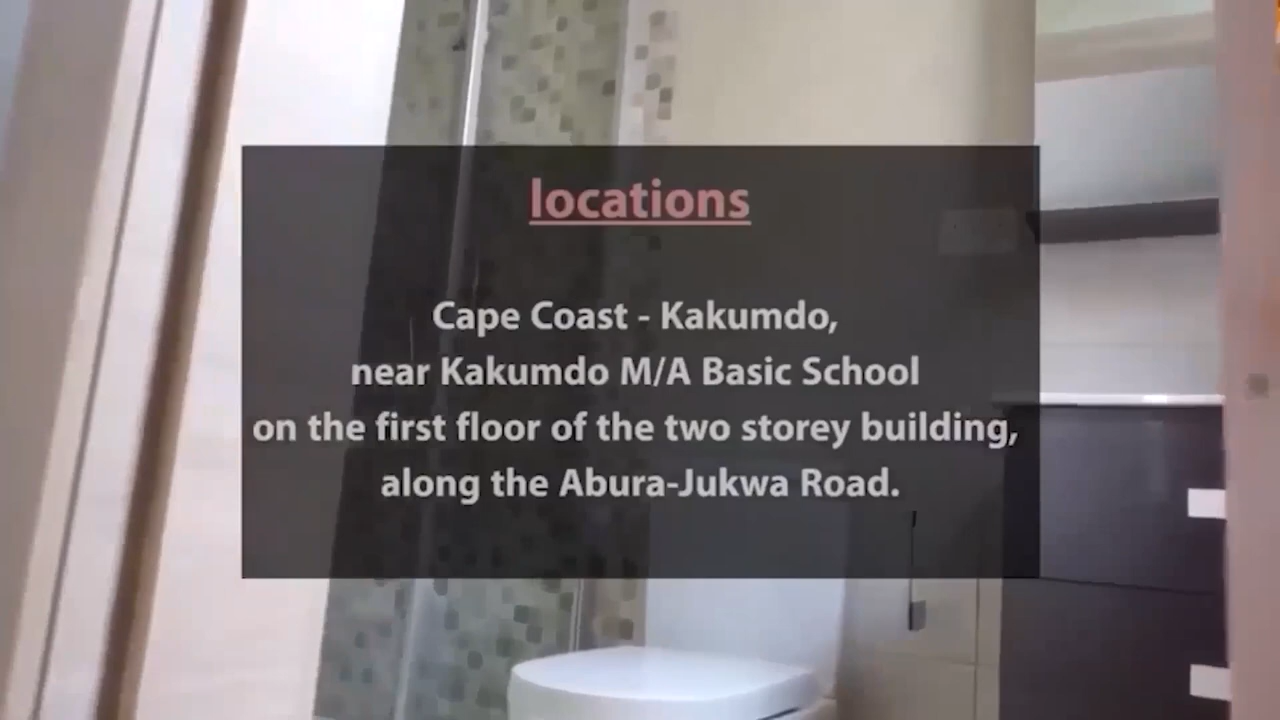 locations
Cape Coast - Kakumdo,
near Kakumdo M/A Basic School
on the first floor of the two storey building,
along the Abura-Jukwa Road.